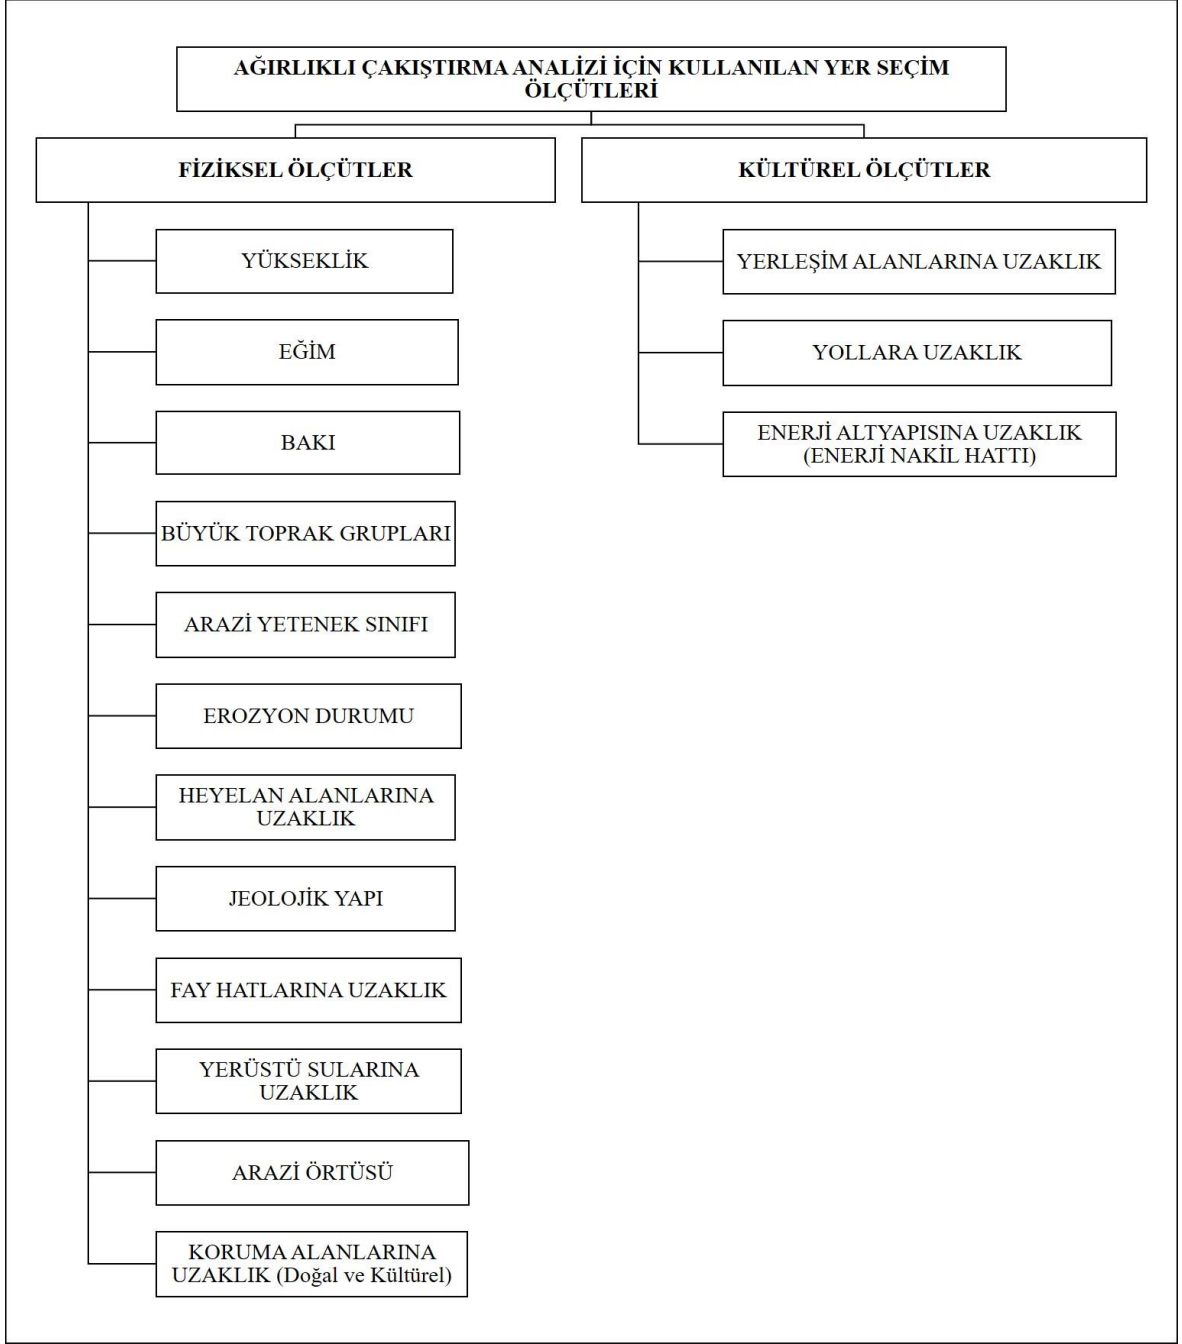 AĞIRLIKLI ÇAKIŞTIRMA ANALİZİ İÇİN KULLANILAN YER SEÇİM
ÖLÇÜTLERİ
FİZİKSEL ÖLÇÜTLER
YÜKSEKLİK
EĞİM
BAKI
BÜYÜK TOPRAK GRUPLARI
ARAZİ YETENEK SINIFI
EROZYON DURUMU
HEYELAN ALANLARINA
UZAKLIK
JEOLOJİK YAPI
FAY HATLARINA UZAKLIK
YERÜSTÜ SULARINA
UZAKLIK
ARAZİ ÖRTÜSÜ
KORUMA ALANLARINA
UZAKLIK (Doğal ve Kültürel)
KÜLTÜREL ÖLÇÜTLER
YERLEŞİM ALANLARINA UZAKLIK
YOLLARA UZAKLIK
ENERJİ ALTYAPISINA UZAKLIK
(ENERJİ NAKİL HATTI)